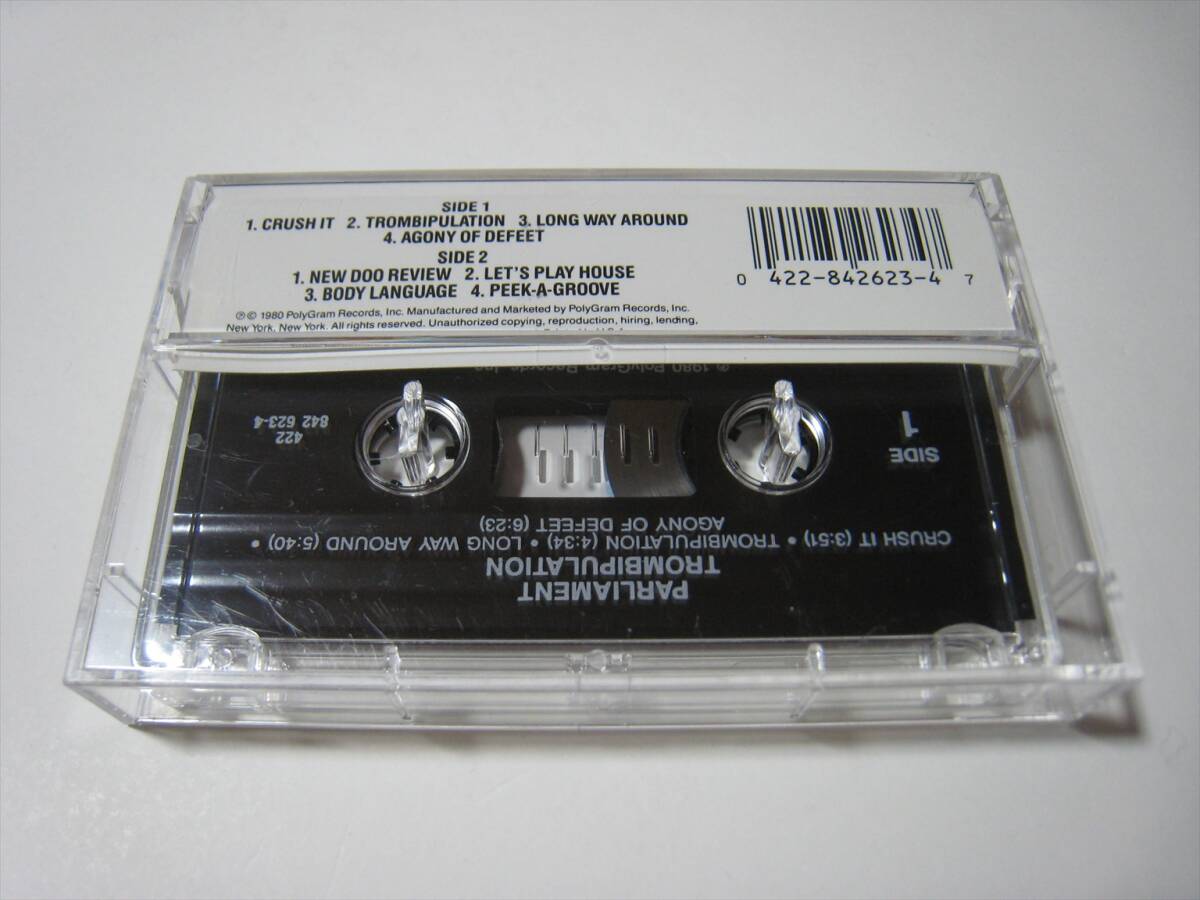 SIDE 1
1. CRUSH IT 2. TROMBIPULATION 3. LONG WAY AROUND
4. AGONY OF DEFEET
SIDE 2
1. NEW DOO REVIEW 2. LET'S PLAY HOUSE
3. BODY LANGUAGE 4. PEEK-A-GROOVE
℗© 1980 PolyGram Records, Inc. Manufactured and Marketed by PolyGram Records, Inc.
New York, New York. All rights reserved. Unauthorized copying, reproduction, hiring, lending,
0 422-842623-4 7
PARLIAMENT
TROMBIPULATION
CRUSH IT (3:51) • TROMBIPULATION (4:34) • LONG WAY AROUND (5:40) •
AGONY OF DEFEET (6:23)
SIDE
1
422
842 623-4
℗ 1980 PolyGram Records, Inc.